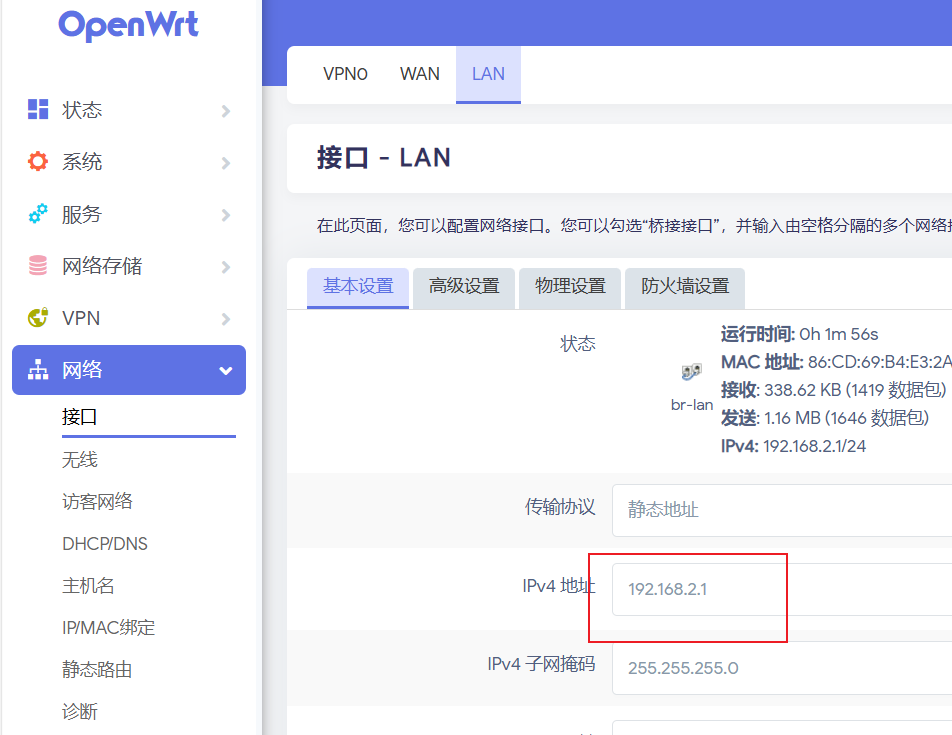 OpenWrt
VPN0 WAN LAN
状态
系统
服务
网络存储
VPN
网络
接口
无线
访客网络
DHCP/DNS
主机名
IP/MAC绑定
静态路由
诊断
接口 - LAN
在此页面，您可以配置网络接口。您可以勾选“桥接接口”，并输入由空格分隔的多个网络
基本设置 高级设置 物理设置 防火墙设置
状态
br-lan
运行时间: 0h 1m 56s
MAC 地址: 86:CD:69:B4:E3:2A
接收: 338.62 KB (1419 数据包)
发送: 1.16 MB (1646 数据包)
IPv4: 192.168.2.1/24
传输协议 静态地址
IPv4 地址 192.168.2.1
IPv4 子网掩码 255.255.255.0